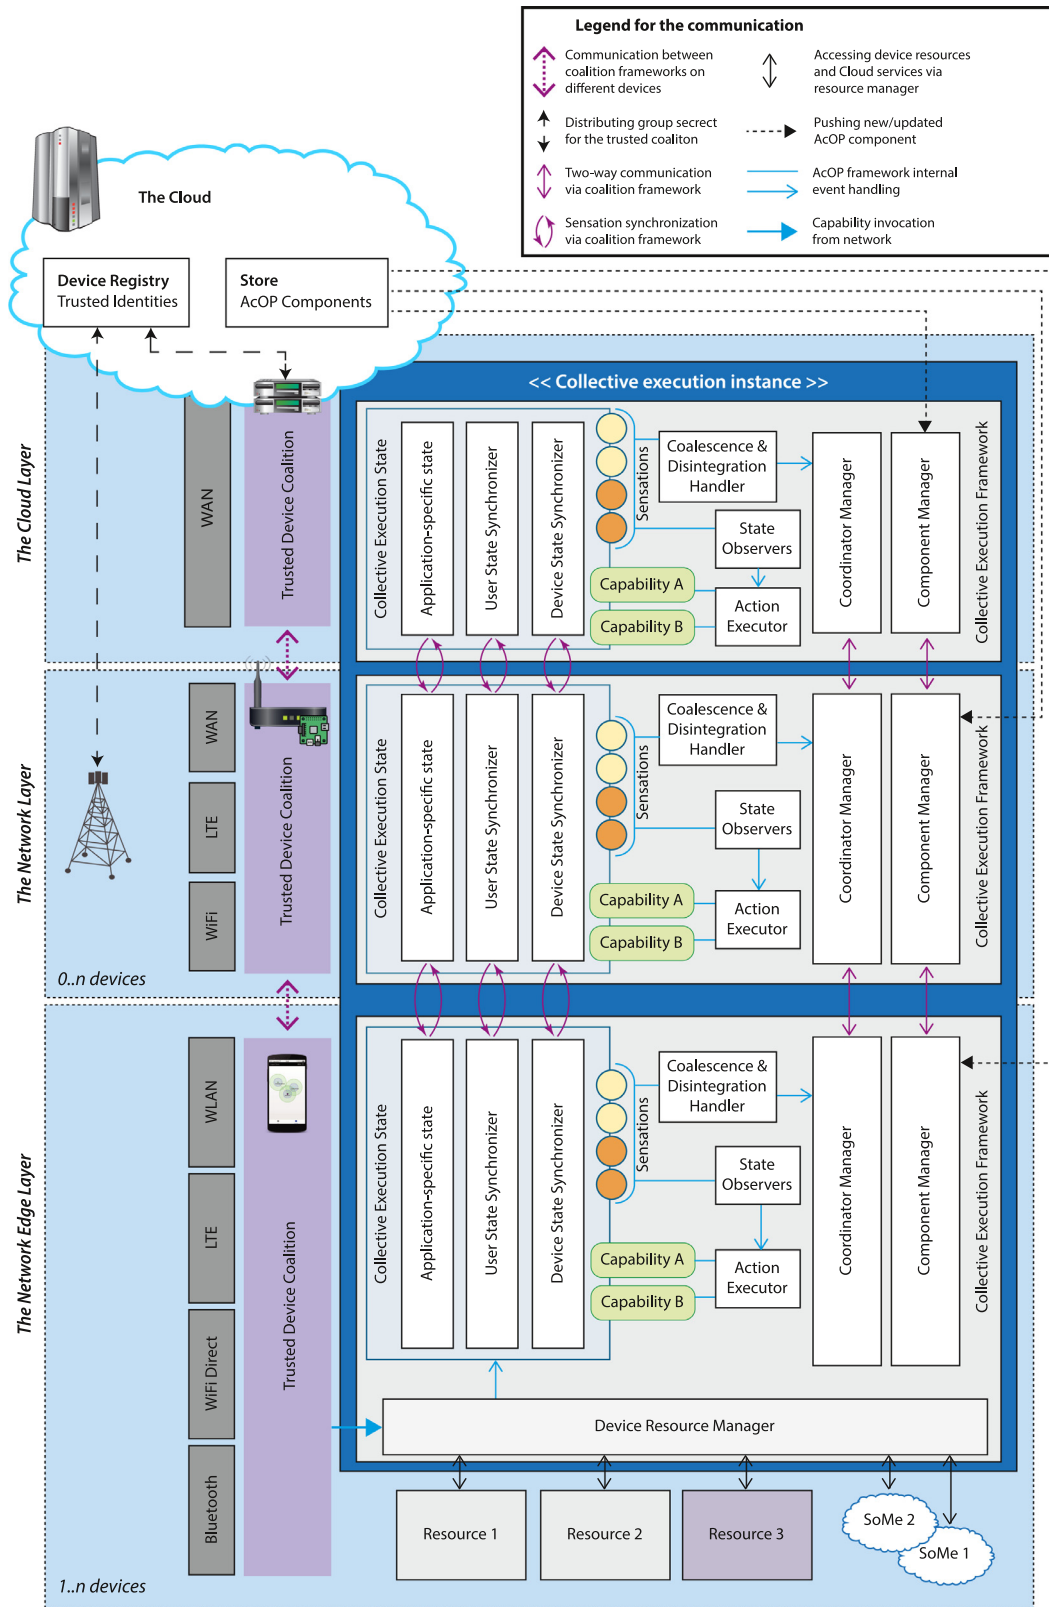 Legend for the communication
Communication between
coalition frameworks on
different devices
Accessing device resources
and Cloud services via
resource manager
Distributing group secrect
for the trusted coaliton
Pushing new/updated
AcOP component
Two-way communication
via coalition framework
AcOP framework internal
event handling
Sensation synchronization
via coalition framework
Capability invocation
from network
The Cloud
Device Registry
Trusted Identities
Store
AcOP Components
<< Collective execution instance >>
The Cloud Layer
WAN
Trusted Device Coalition
Collective Execution State
Application-specific state
User State Synchronizer
Device State Synchronizer
Sensations
Coalescence &
Disintegration
Handler
State
Observers
Capability A
Capability B
Action
Executor
Coordinator Manager
Component Manager
Collective Execution Framework
The Network Layer
0..n devices
WAN
LTE
WiFi
Trusted Device Coalition
Collective Execution State
Application-specific state
User State Synchronizer
Device State Synchronizer
Sensations
Coalescence &
Disintegration
Handler
State
Observers
Capability A
Capability B
Action
Executor
Coordinator Manager
Component Manager
Collective Execution Framework
The Network Edge Layer
1..n devices
WLAN
LTE
WiFi Direct
Bluetooth
Trusted Device Coalition
Collective Execution State
Application-specific state
User State Synchronizer
Device State Synchronizer
Sensations
Coalescence &
Disintegration
Handler
State
Observers
Capability A
Capability B
Action
Executor
Coordinator Manager
Component Manager
Collective Execution Framework
Device Resource Manager
Resource 1
Resource 2
Resource 3
SoMe 2
SoMe 1